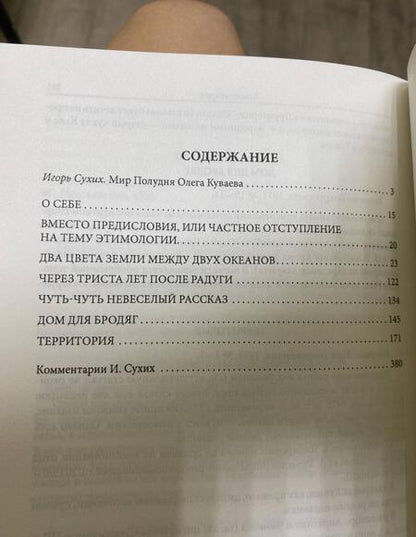 СОДЕРЖАНИЕ
Игорь Сухих. Мир Полудня Олега Куваева ........ 3
О СЕБЕ ........ 15
ВМЕСТО ПРЕДИСЛОВИЯ, ИЛИ ЧАСТНОЕ ОТСТУПЛЕНИЕ
НА ТЕМУ ЭТИМОЛОГИИ ........ 20
ДВА ЦВЕТА ЗЕМЛИ МЕЖДУ ДВУХ ОКЕАНОВ ........ 23
ЧЕРЕЗ ТРИСТА ЛЕТ ПОСЛЕ РАДУГИ ........ 122
ЧУТЬ-ЧУТЬ НЕВЕСЕЛЫЙ РАССКАЗ ........ 134
ДОМ ДЛЯ БРОДЯГ ........ 145
ТЕРРИТОРИЯ ........ 171
Комментарии И. Сухих ........ 380